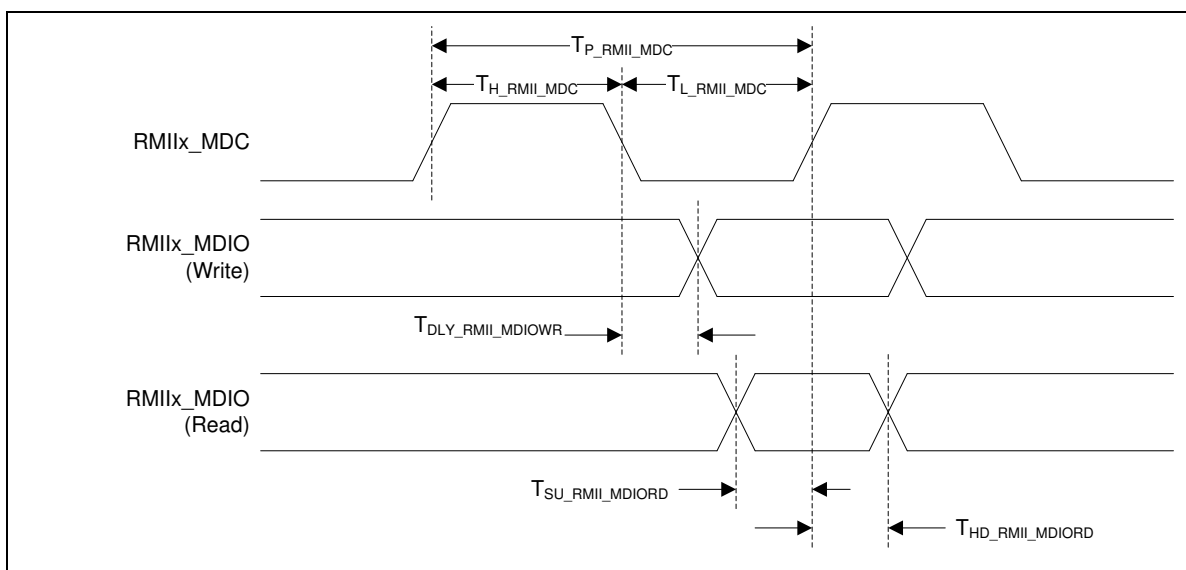 T_P_RMII_MDC
T_H_RMII_MDC T_L_RMII_MDC
RMIIx_MDC
RMIIx_MDIO
(Write)
T_DLY_RMII_MDIOWR
RMIIx_MDIO
(Read)
T_SU_RMII_MDIORD
T_HD_RMII_MDIORD